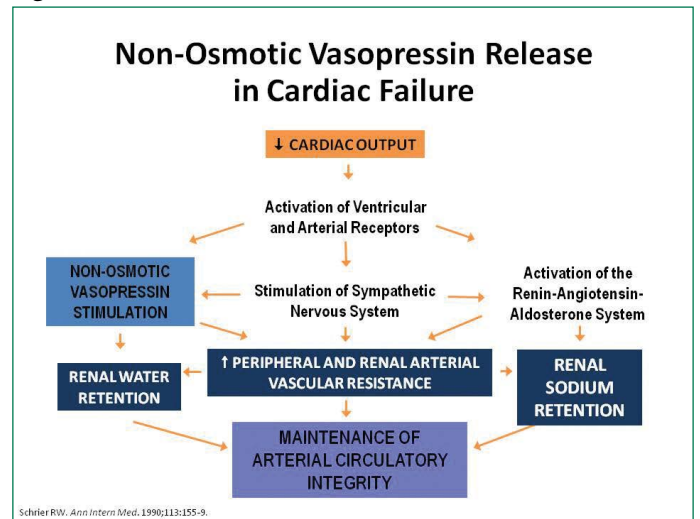 Non-Osmotic Vasopressin Release
in Cardiac Failure
↓ CARDIAC OUTPUT
Activation of Ventricular
and Arterial Receptors
NON-OSMOTIC
VASOPRESSIN
STIMULATION
Stimulation of Sympathetic
Nervous System
Activation of the
Renin-Angiotensin-
Aldosterone System
RENAL WATER
RETENTION
↑ PERIPHERAL AND RENAL ARTERIAL
VASCULAR RESISTANCE
RENAL
SODIUM
RETENTION
MAINTENANCE OF
ARTERIAL CIRCULATORY
INTEGRITY
Schrier RW. Ann Intern Med. 1990;113:155-9.